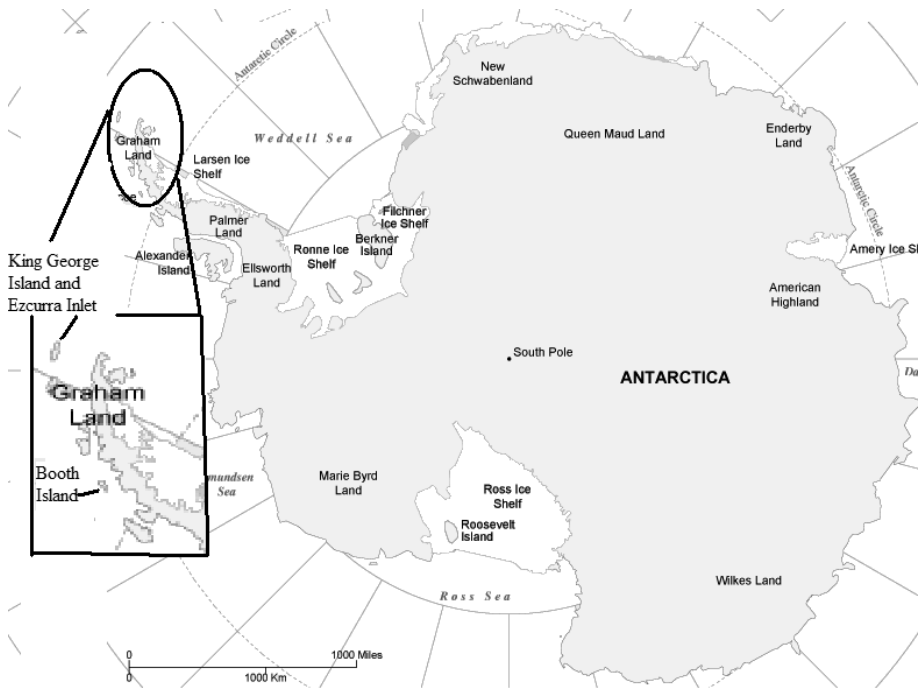 Antarctic Circle
New
Schwabenland
Weddell Sea
Queen Maud Land
Enderby
Land
Graham
Land
Larsen Ice
Shelf
Antarctic Circle
Palmer
Land
Filchner
Ice Shelf
Berkner
Island
Ronne Ice
Shelf
Alexander
Island
Ellsworth
Land
Amery Ice Sh
King George
Island and
Ezcurra Inlet
American
Highland
South Pole
ANTARCTICA
Da
Graham
Land
Booth
Island
mundsen
Sea
Marie Byrd
Land
Ross Ice
Shelf
Roosevelt
Island
Wilkes Land
Ross Sea
0 1000 Miles
0 1000 Km